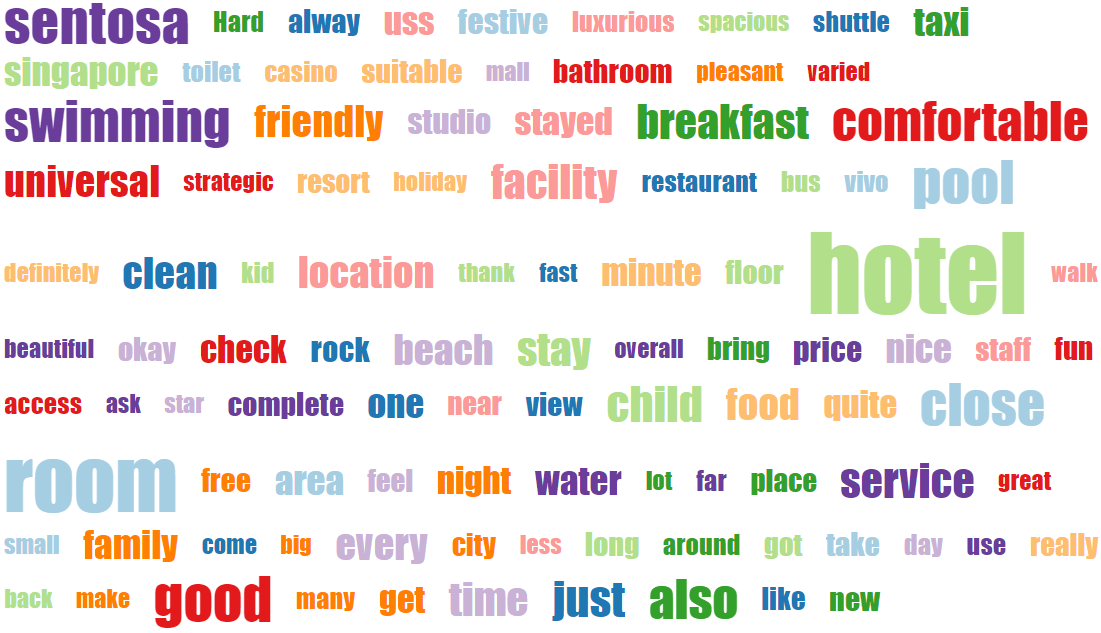 sentosa Hard alway uss festive luxurious spacious shuttle taxi
singapore toilet casino suitable mall bathroom pleasant varied
swimming friendly studio stayed breakfast comfortable
universal strategic resort holiday facility restaurant bus vivo pool
definitely clean kid location thank fast minute floor hotel walk
beautiful okay check rock beach stay overall bring price nice staff fun
access ask star complete one near view child food quite close
room free area feel night water lot far place service great
small family come big every city less long around got take day use really
back make good many get time just also like new